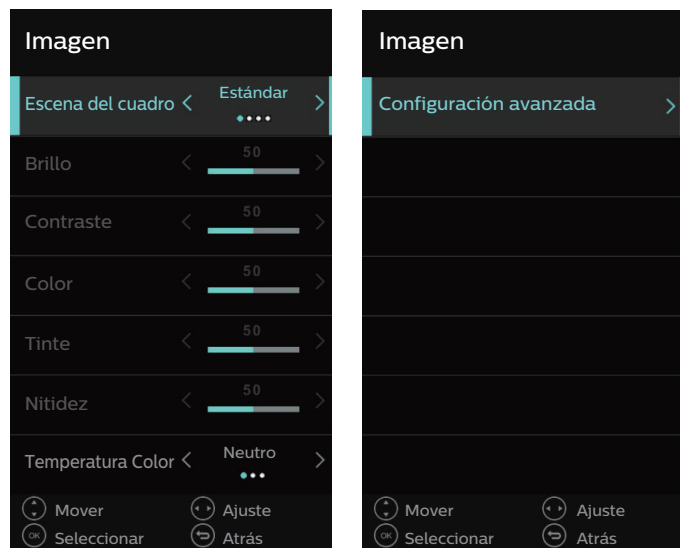 Imagen
Escena del cuadro
Estándar
Brillo
50
Contraste
50
Color
50
Tinte
50
Nitidez
50
Temperatura Color
Neutro
Mover
Ajuste
OK Seleccionar
Atrás
Imagen
Configuración avanzada
Mover
Ajuste
OK Seleccionar
Atrás